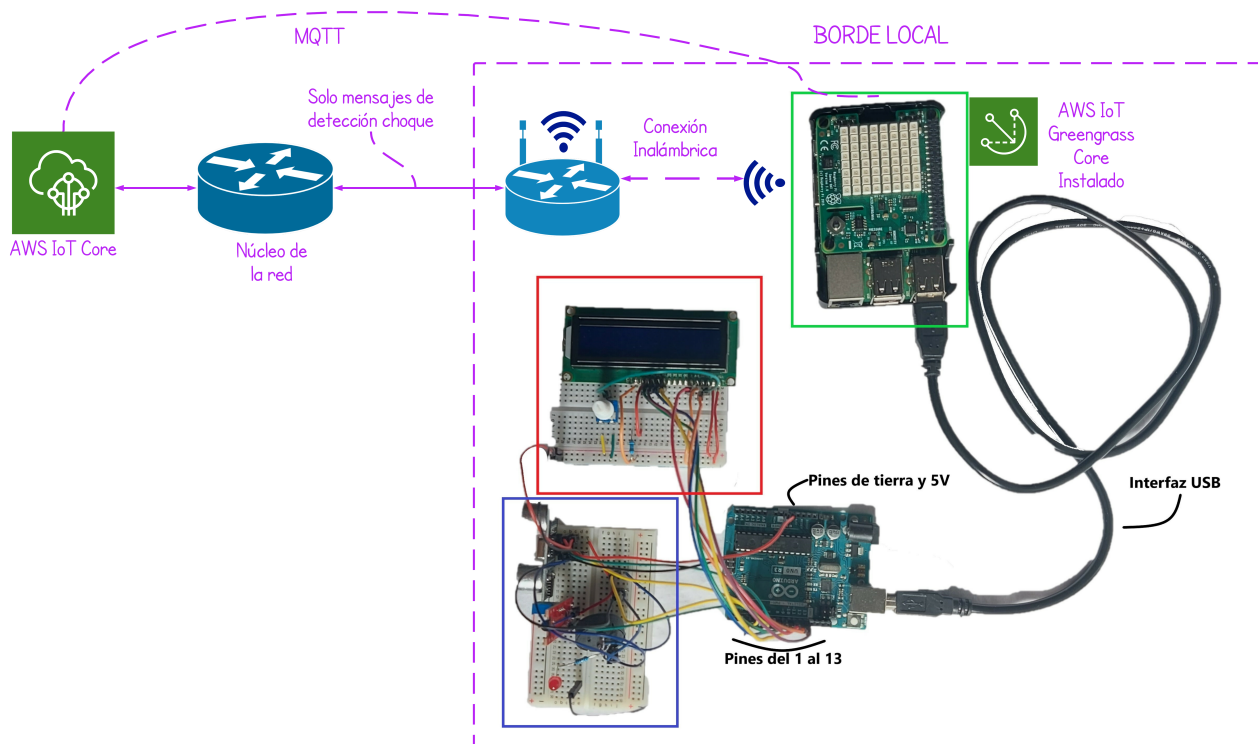 MQTT
BORDE LOCAL
Solo mensajes de
detección choque
Conexión
Inalámbrica
AWS IoT
Greengrass
Core
Instalado
AWS IoT Core
Núcleo de
la red
Pines de tierra y 5V
Interfaz USB
ARDUINO
Pines del 1 al 13